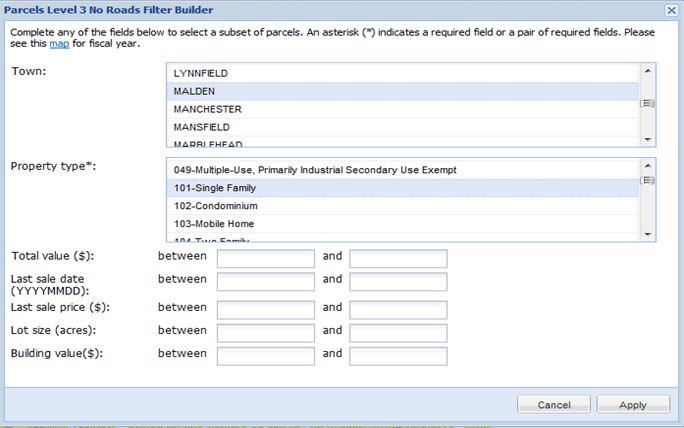 Parcels Level 3 No Roads Filter Builder
Complete any of the fields below to select a subset of parcels. An asterisk (*) indicates a required field or a pair of required fields. Please
see this map for fiscal year.
Town:
LYNNFIELD
MALDEN
MANCHESTER
MANSFIELD
MARBLEHEAD
Property type*:
049-Multiple-Use, Primarily Industrial Secondary Use Exempt
101-Single Family
102-Condominium
103-Mobile Home
104-Two Family
Total value ($): between and
Last sale date
(YYYYMMDD): between and
Last sale price ($): between and
Lot size (acres): between and
Building value($): between and
Cancel Apply